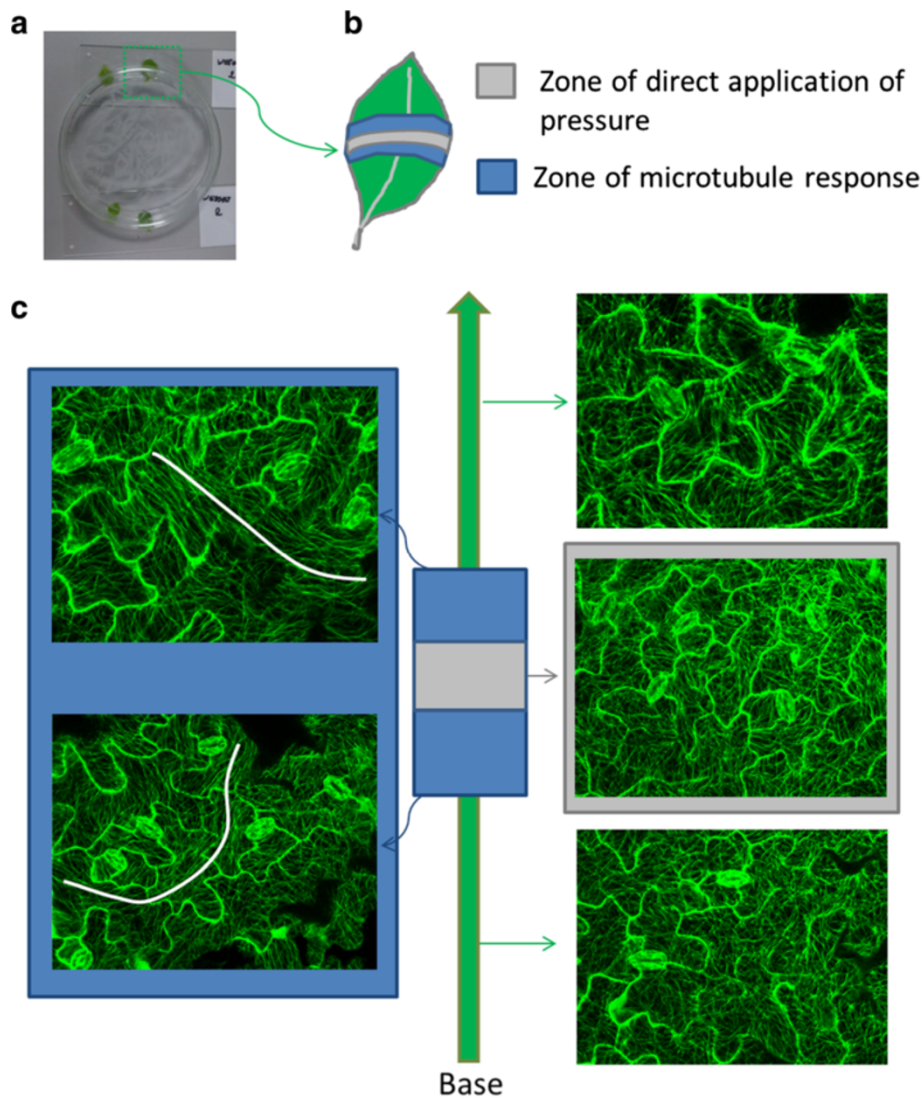 a
b
Zone of direct application of
pressure
Zone of microtubule response
c
Base